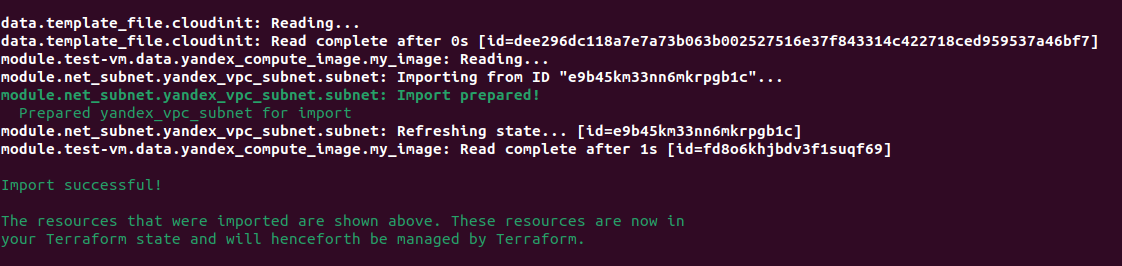 data.template_file.cloudinit: Reading...
data.template_file.cloudinit: Read complete after 0s [id=dee296dc118a7e7a73b063b002527516e37f843314c422718ced959537a46bf7]
module.test-vm.data.yandex_compute_image.my_image: Reading...
module.net_subnet.yandex_vpc_subnet.subnet: Importing from ID "e9b45km33nn6mkrpgb1c"...
module.net_subnet.yandex_vpc_subnet.subnet: Import prepared!
  Prepared yandex_vpc_subnet for import
module.net_subnet.yandex_vpc_subnet.subnet: Refreshing state... [id=e9b45km33nn6mkrpgb1c]
module.test-vm.data.yandex_compute_image.my_image: Read complete after 1s [id=fd8o6khjbdv3f1suqf69]
Import successful!
The resources that were imported are shown above. These resources are now in
your Terraform state and will henceforth be managed by Terraform.